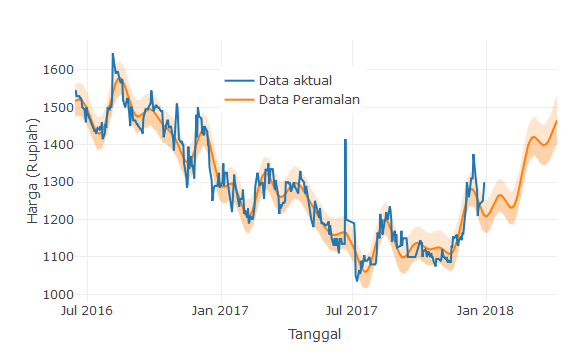 Data aktual
Data Peramalan
Harga (Rupiah)
1600
1500
1400
1300
1200
1100
1000
Jul 2016
Jan 2017
Jul 2017
Jan 2018
Tanggal